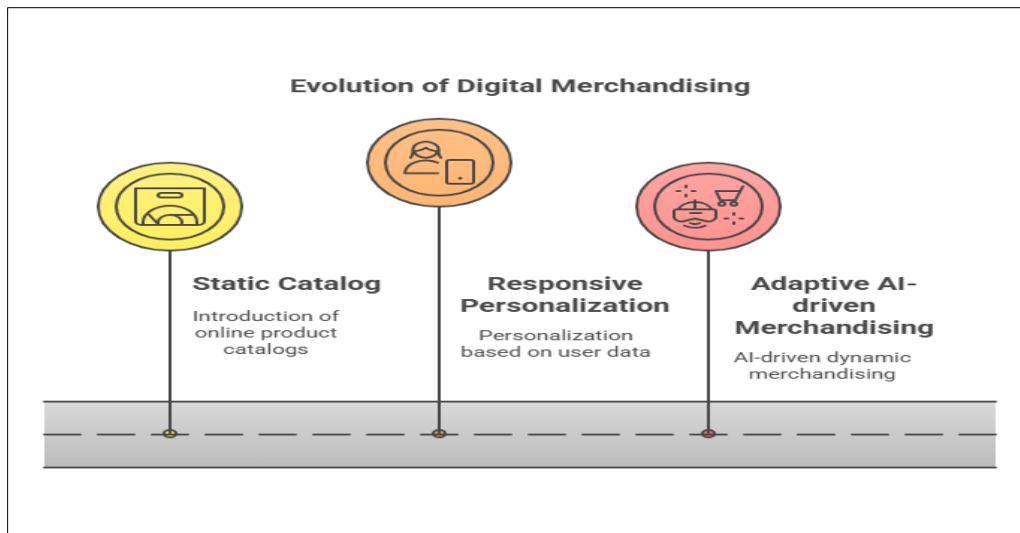 Evolution of Digital Merchandising
Static Catalog
Introduction of
online product
catalogs
Responsive
Personalization
Personalization
based on user data
Adaptive AI-
driven
Merchandising
AI-driven dynamic
merchandising